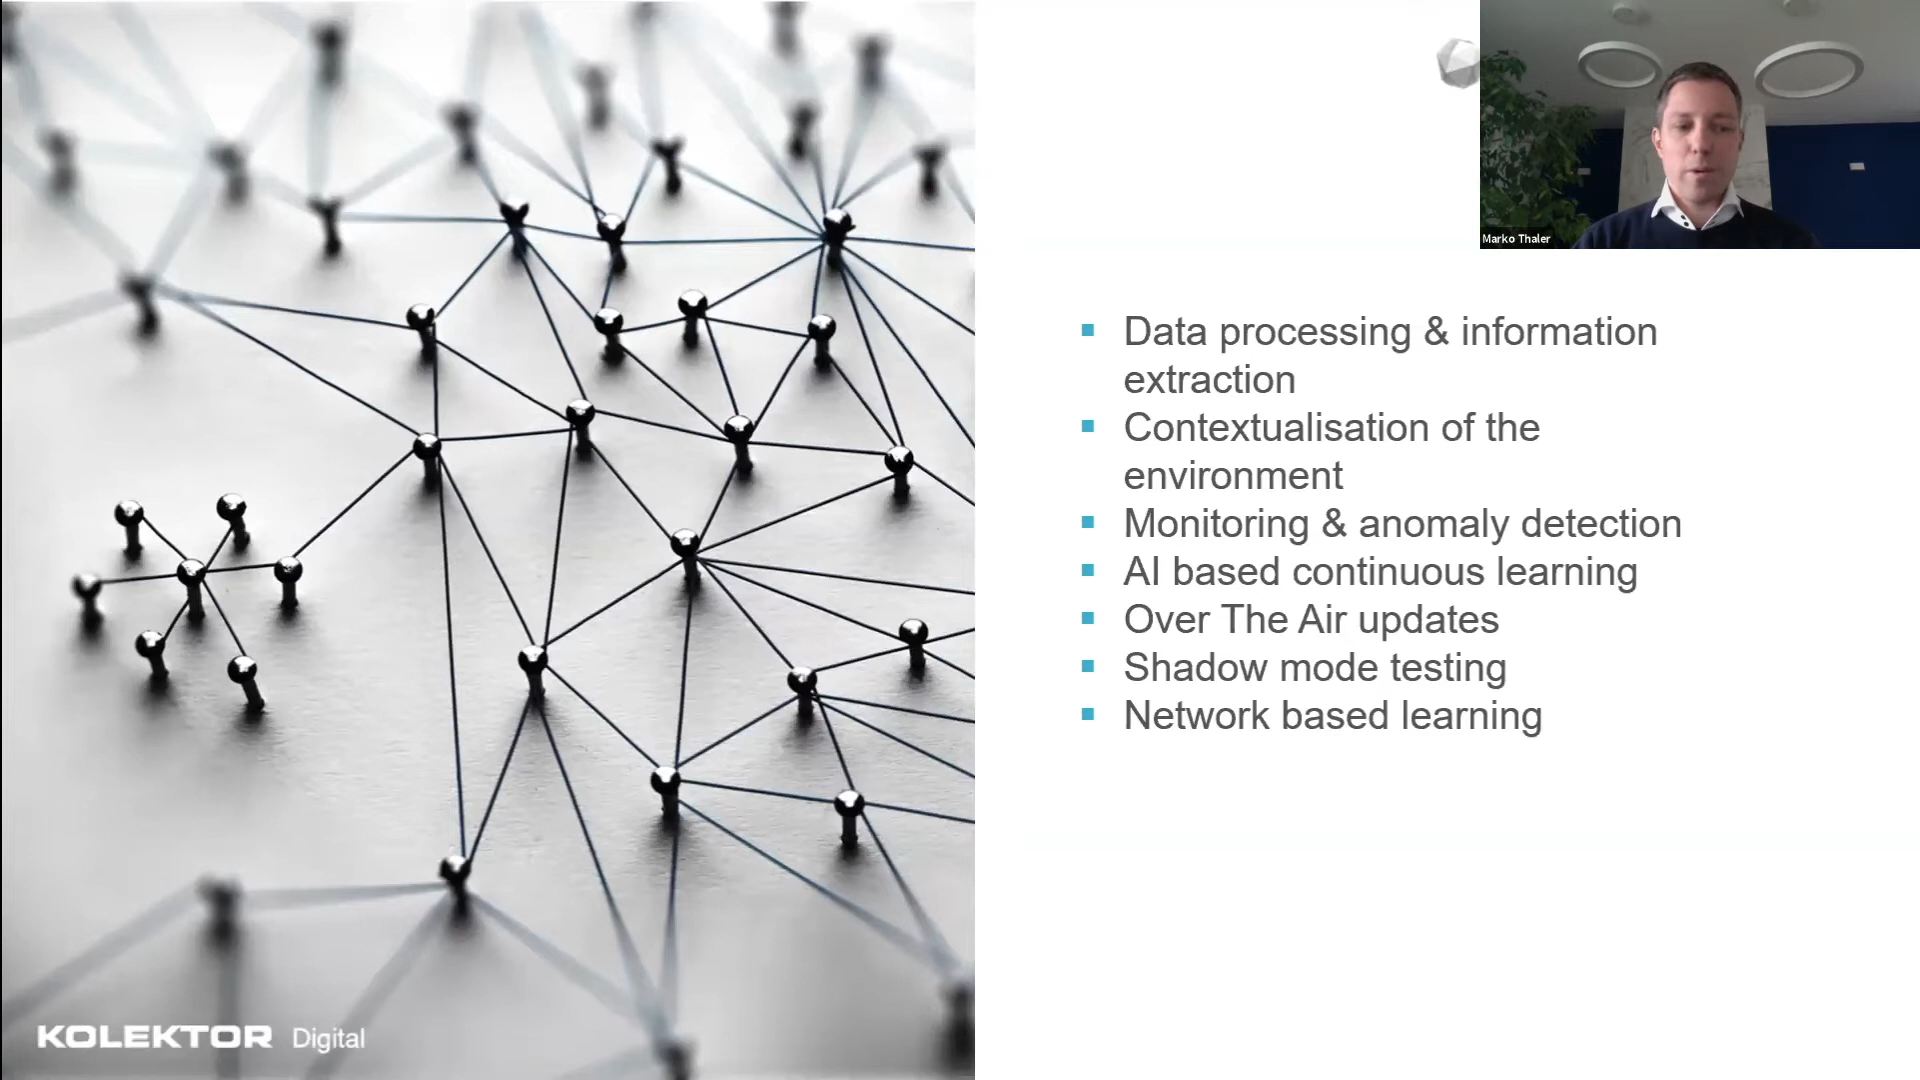 Marko Thaler
Data processing & information
extraction
Contextualisation of the
environment
Monitoring & anomaly detection
AI based continuous learning
Over The Air updates
Shadow mode testing
Network based learning
KOLEKTOR Digital